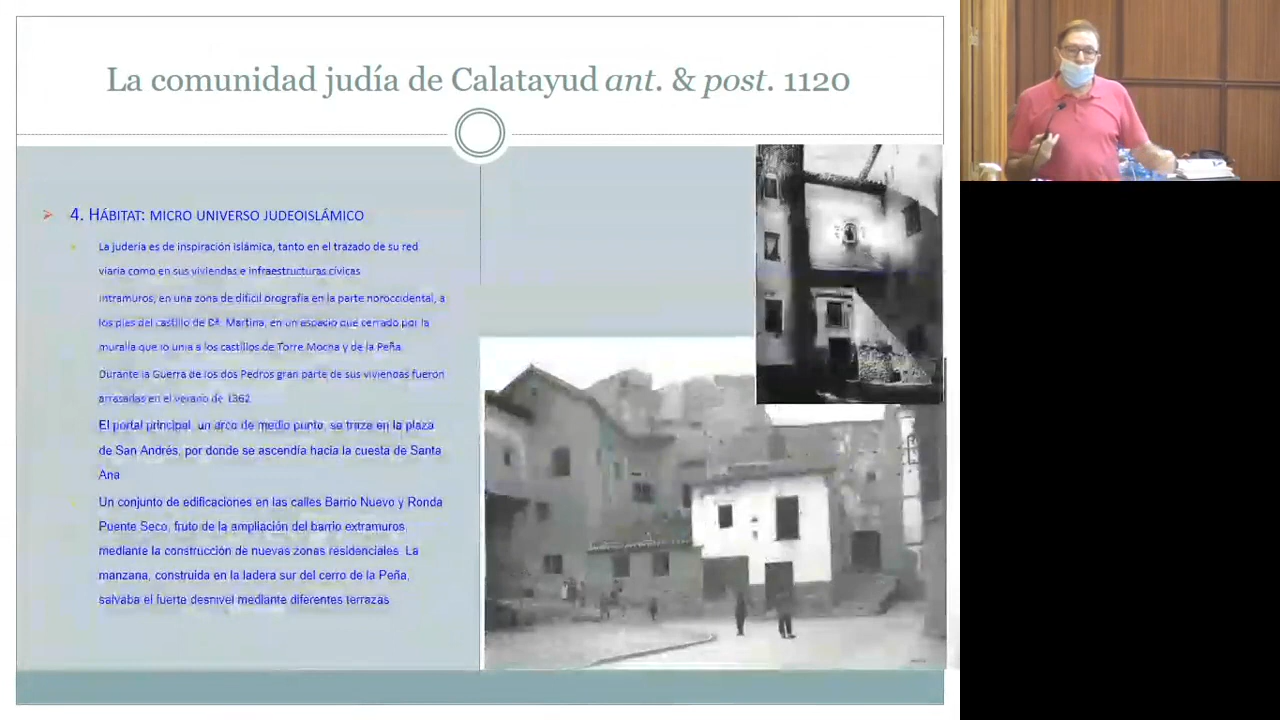 La comunidad judía de Calatayud ant. & post. 1120
4. HÁBITAT: MICRO UNIVERSO JUDEOISLÁMICO
La judería es de inspiración islámica, tanto en el trazado de su red
viaria como en sus viviendas e infraestructuras cívicas
Intramuros, en una zona de difícil orografía en la parte noroccidental, a
los pies del castillo de Dª. Martina, en un espacio que cerrado por la
muralla que lo unía a los castillos de Torre Mocha y de la Peña
Durante la Guerra de los dos Pedros gran parte de sus viviendas fueron
arrasadas en el verano de 1362
El portal principal, un arco de medio punto, se traza en la plaza
de San Andrés, por donde se ascendía hacia la cuesta de Santa
Ana
Un conjunto de edificaciones en las calles Barrio Nuevo y Ronda
Puente Seco, fruto de la ampliación del barrio extramuros
mediante la construcción de nuevas zonas residenciales. La
manzana, construida en la ladera sur del cerro de la Peña,
salvaba el fuerte desnivel mediante diferentes terrazas